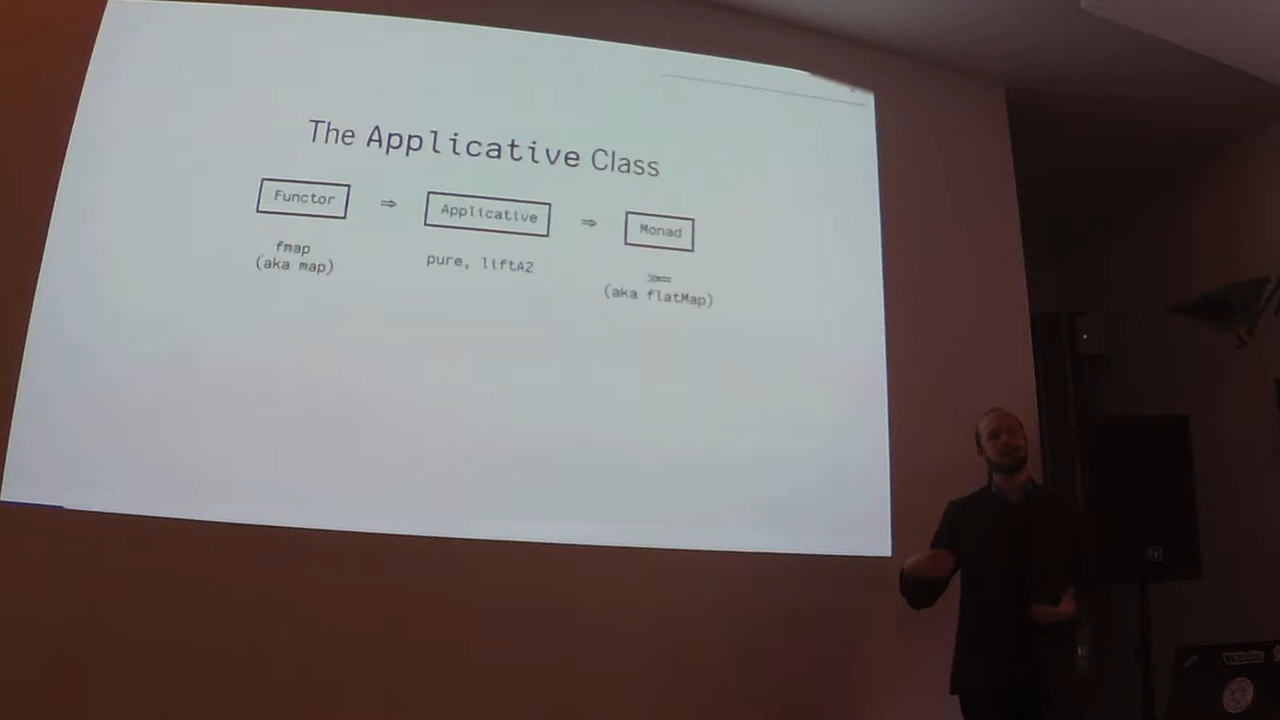 The Applicative Class
Functor ⇒ Applicative ⇒ Monad
fmap
(aka map)
pure, liftA2
>>=
(aka flatMap)